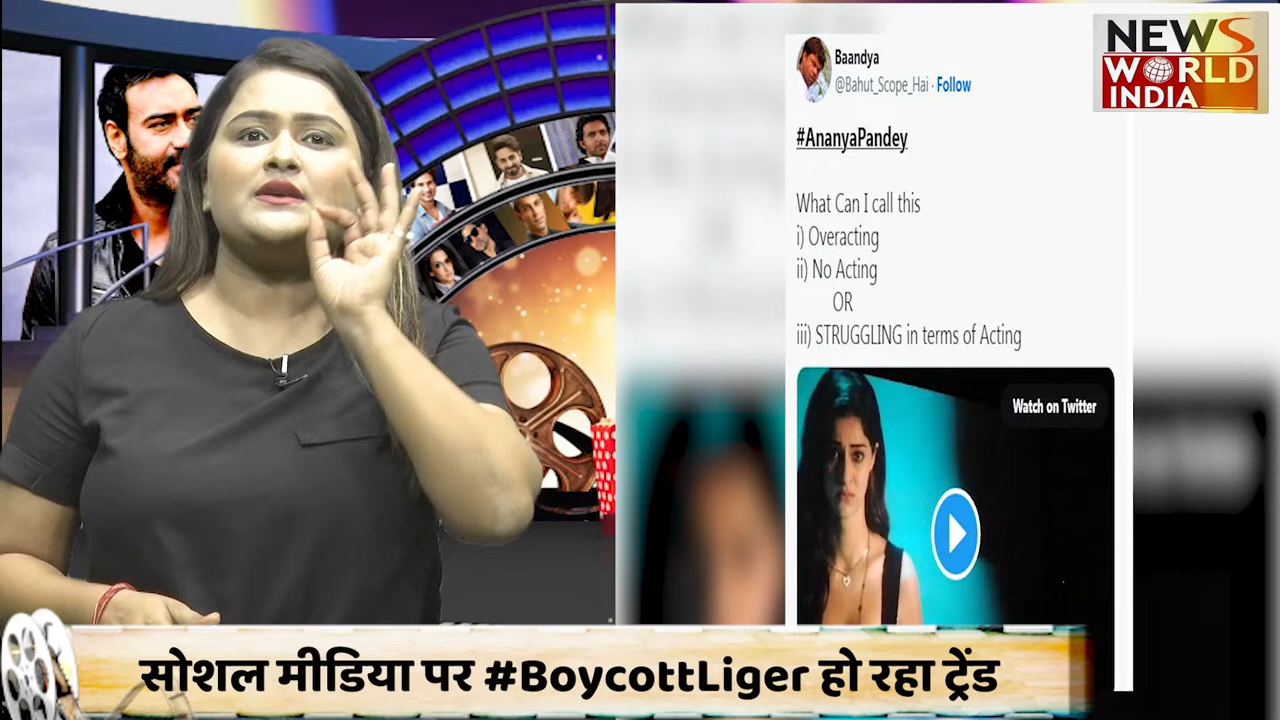 NEWS
WORLD
INDIA
Baandya
@Bahut_Scope_Hai · Follow
#AnanyaPandey
What Can I call this
i) Overacting
ii) No Acting
OR
iii) STRUGGLING in terms of Acting
Watch on Twitter
सोशल मीडिया पर #BoycottLiger हो रहा ट्रेंड